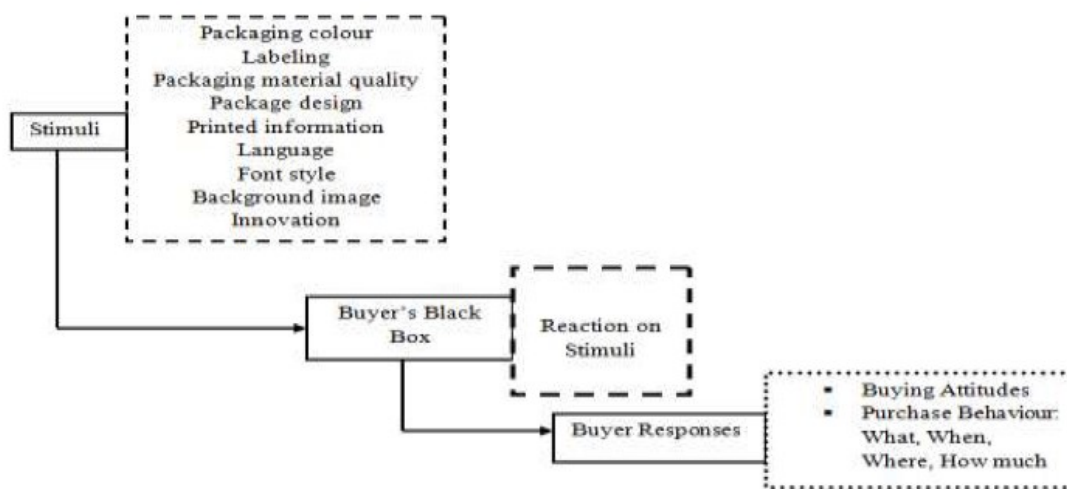 Packaging colour
Labeling
Packaging material quality
Package design
Stimuli
Printed information
Language
Font style
Background image
Innovation
Buyer's Black
Box
Reaction on
Stimuli
Buyer Responses
▪ Buying Attitudes
▪ Purchase Behaviour:
What, When,
Where, How much